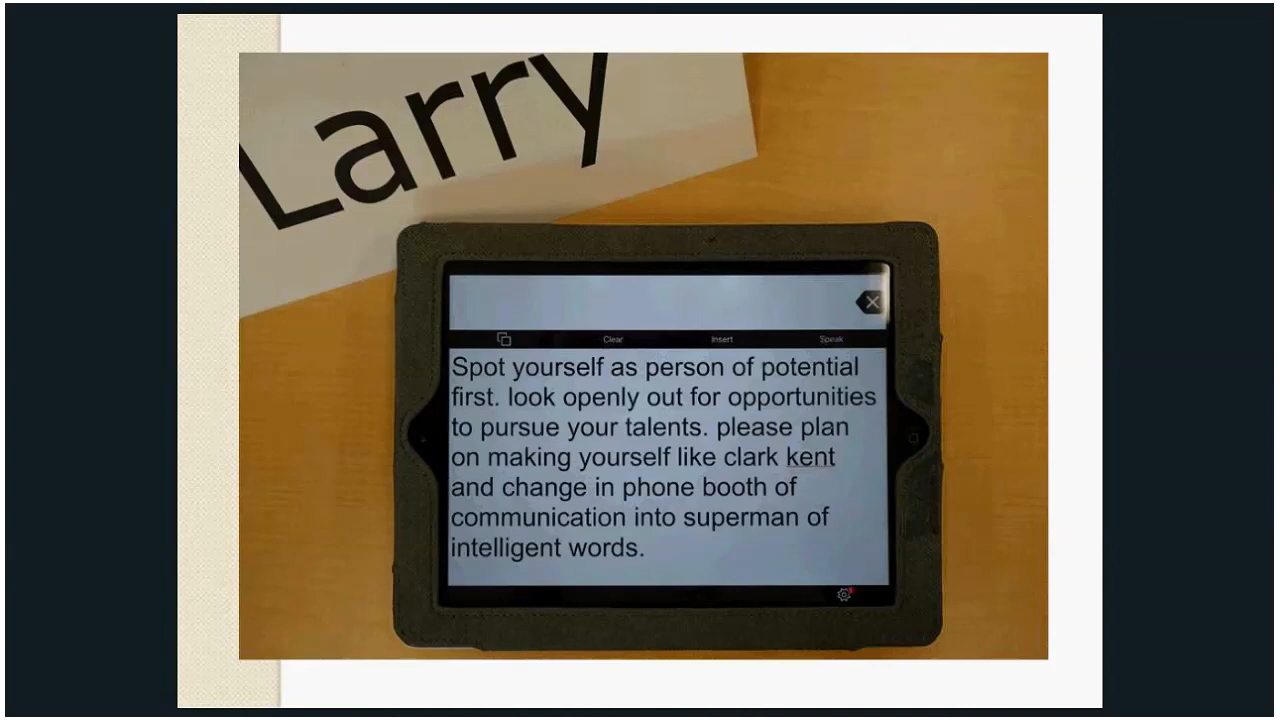 Larry
Clear Insert Speak
Spot yourself as person of potential
first. look openly out for opportunities
to pursue your talents. please plan
on making yourself like clark kent
and change in phone booth of
communication into superman of
intelligent words.